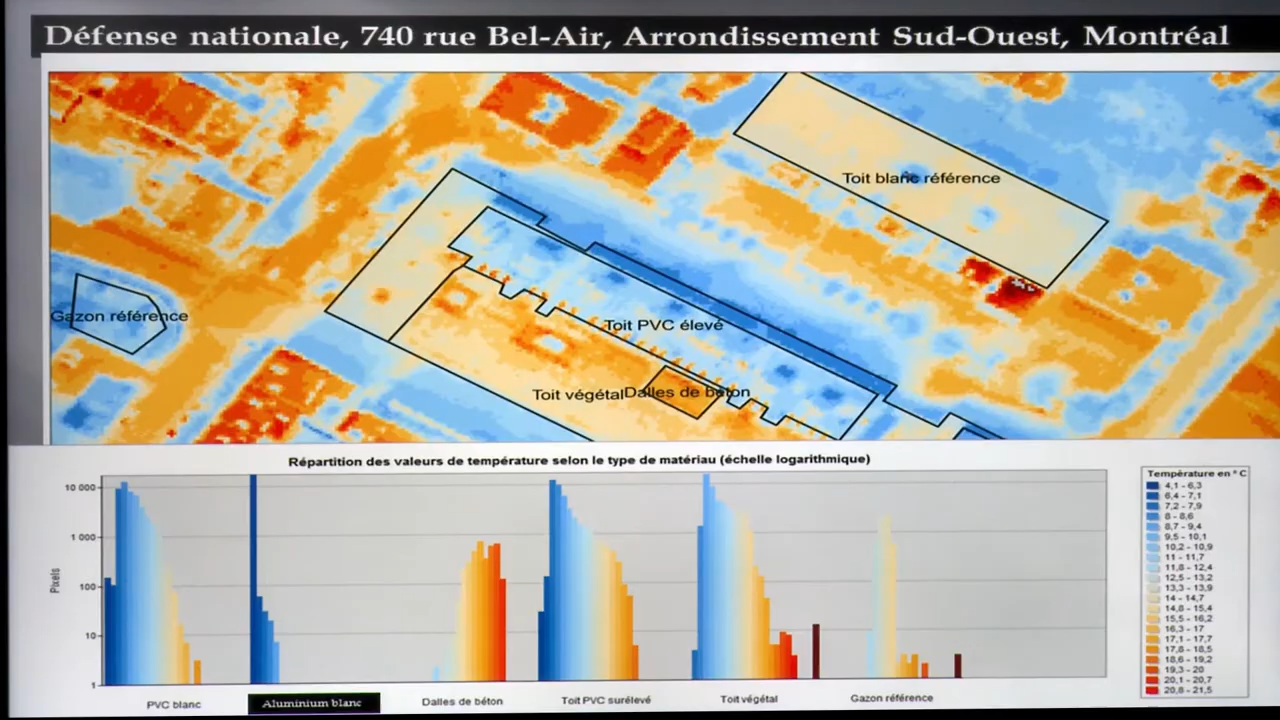 Défense nationale, 740 rue Bel-Air, Arrondissement Sud-Ouest, Montréal
Toit blanc référence
Gazon référence
Toit PVC élevé
Toit végétal
Dalles de béton
Répartition des valeurs de température selon le type de matériau (échelle logarithmique)
Pixels
10 000
1 000
100
10
1
PVC blanc
Aluminium blanc
Dalles de béton
Toit PVC surélevé
Toit végétal
Gazon référence
Température en ° C
4,1 - 6,3
6,4 - 7,1
7,2 - 7,9
8 - 8,6
8,7 - 9,4
9,5 - 10,1
10,2 - 10,9
11 - 11,7
11,8 - 12,4
12,5 - 13,2
13,3 - 13,9
14 - 14,7
14,8 - 15,4
15,5 - 16,2
16,3 - 17
17,1 - 17,7
17,8 - 18,5
18,6 - 19,2
19,3 - 20
20,1 - 20,7
20,8 - 21,5